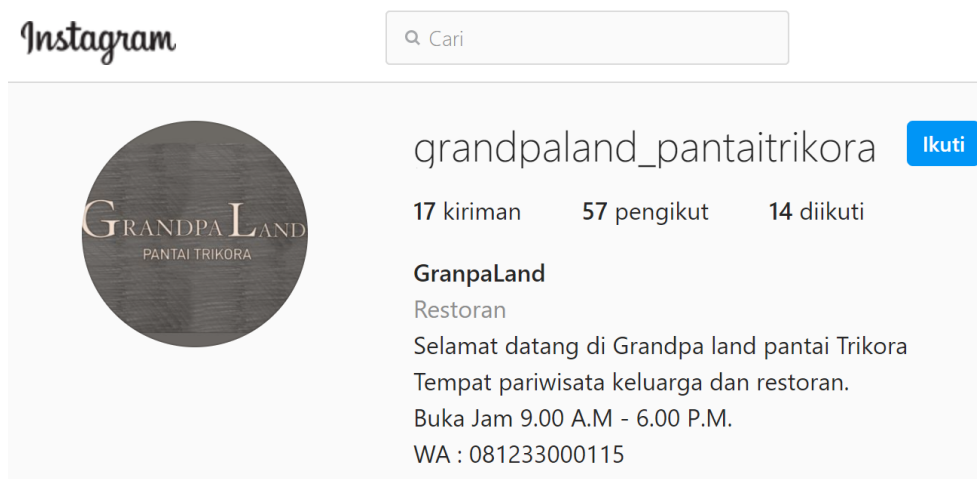 Instagram
Cari
grandpaland_pantaitrikora
Ikuti
17 kiriman 57 pengikut 14 diikuti
GRANDPA LAND
PANTAI TRIKORA
GranpaLand
Restoran
Selamat datang di Grandpa land pantai Trikora
Tempat pariwisata keluarga dan restoran.
Buka Jam 9.00 A.M - 6.00 P.M.
WA : 081233000115